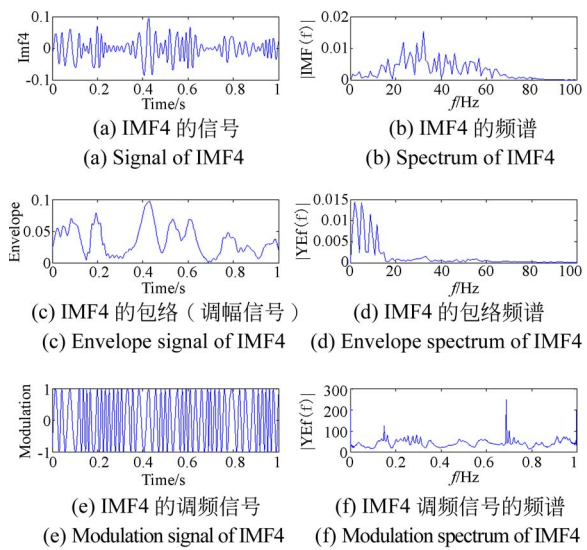 0.1
0
-0.1
Imf4
0 0.2 0.4 0.6 0.8 1
Time/s
(a) IMF4 的信号
(a) Signal of IMF4
0.02
0.01
0
|IMF(f)|
0 20 40 60 80 100
f/Hz
(b) IMF4 的频谱
(b) Spectrum of IMF4
0.1
0.05
0
Envelope
0 0.2 0.4 0.6 0.8 1
Time/s
(c) IMF4 的包络（调幅信号）
(c) Envelope signal of IMF4
0.015
0.01
0.005
0
|YEf(f)|
0 20 40 60 80 100
f/Hz
(d) IMF4 的包络频谱
(d) Envelope spectrum of IMF4
1
0
-1
Modulation
0 0.2 0.4 0.6 0.8 1
Time/s
(e) IMF4 的调频信号
(e) Modulation signal of IMF4
300
200
100
0
|YEf(f)|
0 0.2 0.4 0.6 0.8 1
f/Hz
(f) IMF4 调频信号的频谱
(f) Modulation spectrum of IMF4